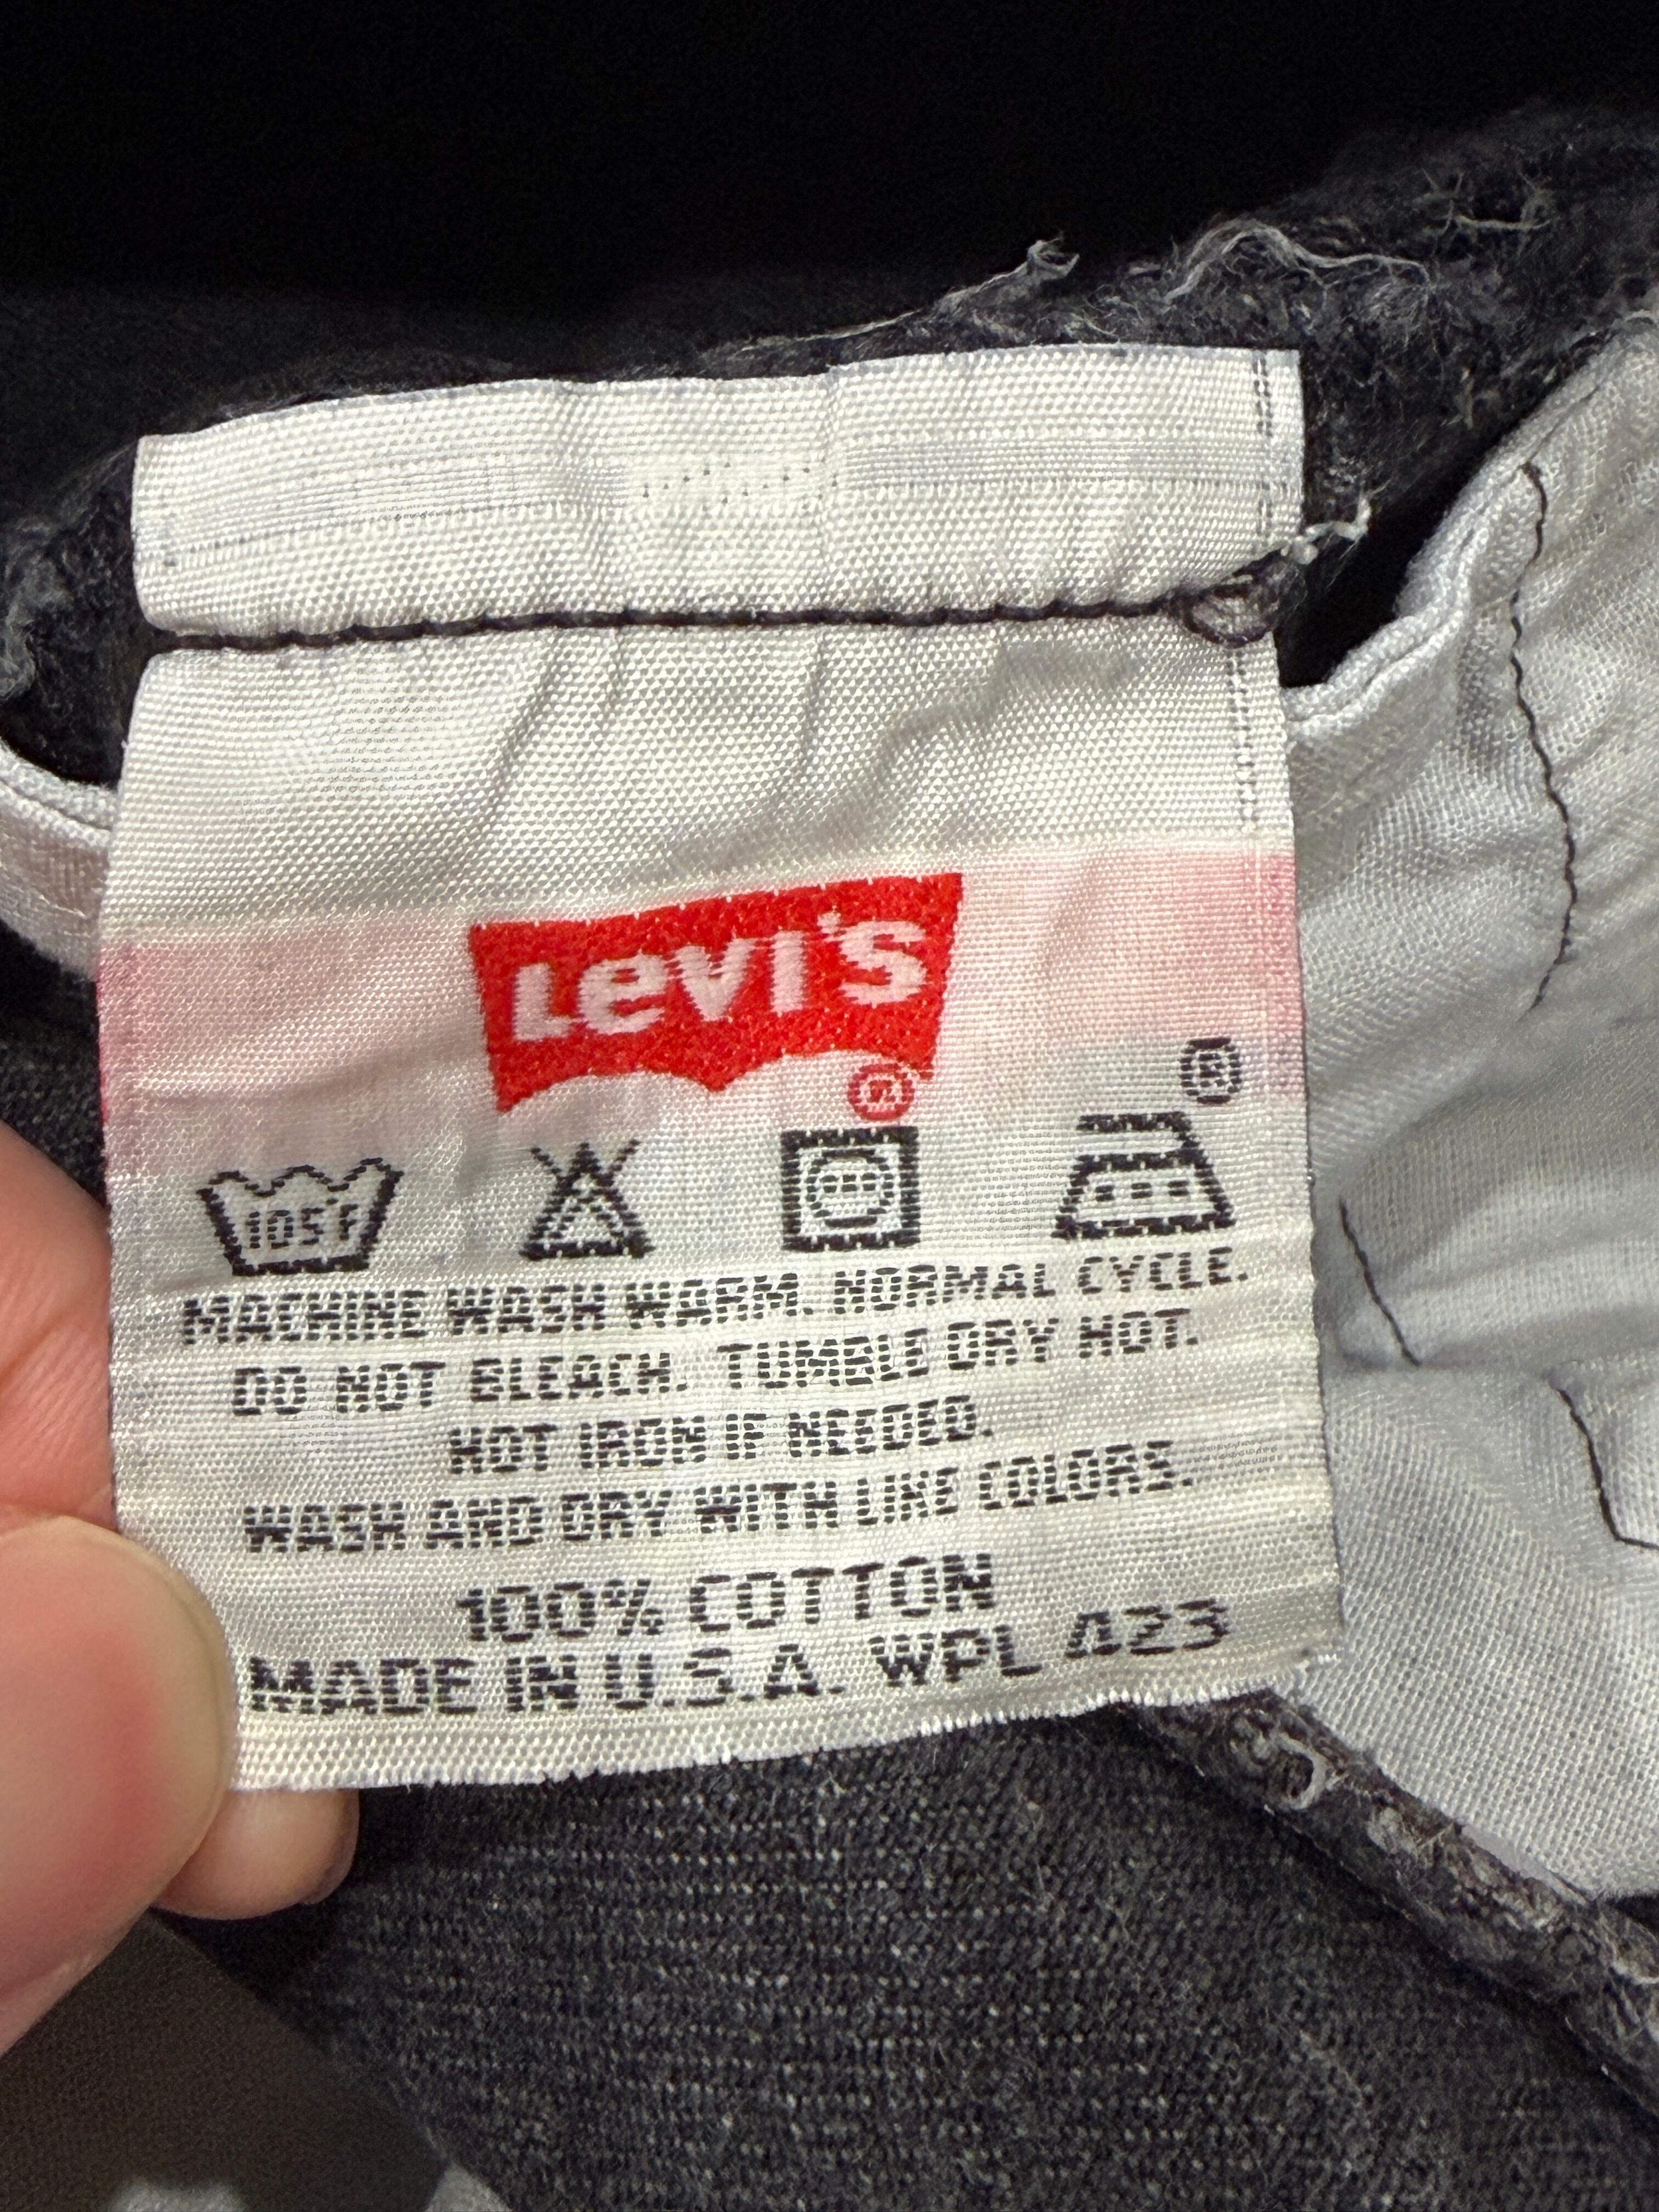 LEVI'S
®
®
105°F
MACHINE WASH WARM. NORMAL CYCLE.
DO NOT BLEACH. TUMBLE DRY HOT.
HOT IRON IF NEEDED.
WASH AND DRY WITH LIKE COLORS.
100% COTTON
MADE IN U.S.A. WPL 423